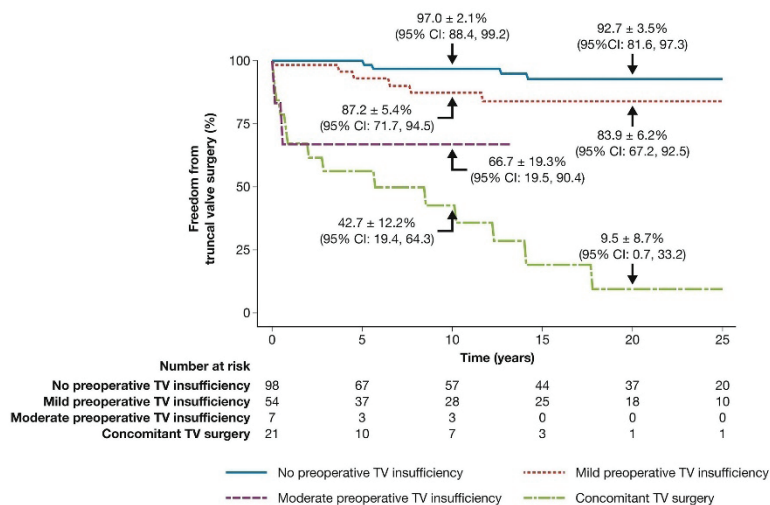 97.0 ± 2.1%
(95% CI: 88.4, 99.2)
92.7 ± 3.5%
(95%CI: 81.6, 97.3)
100
75
50
25
0
Freedom from
truncal valve surgery (%)
87.2 ± 5.4%
(95% CI: 71.7, 94.5)
83.9 ± 6.2%
(95% CI: 67.2, 92.5)
66.7 ± 19.3%
(95% CI: 19.5, 90.4)
42.7 ± 12.2%
(95% CI: 19.4, 64.3)
9.5 ± 8.7%
(95% CI: 0.7, 33.2)
0 5 10 15 20 25
Time (years)
Number at risk
No preoperative TV insufficiency 98 67 57 44 37 20
Mild preoperative TV insufficiency 54 37 28 25 18 10
Moderate preoperative TV insufficiency 7 3 3 0 0 0
Concomitant TV surgery 21 10 7 3 1 1
No preoperative TV insufficiency Mild preoperative TV insufficiency
Moderate preoperative TV insufficiency Concomitant TV surgery